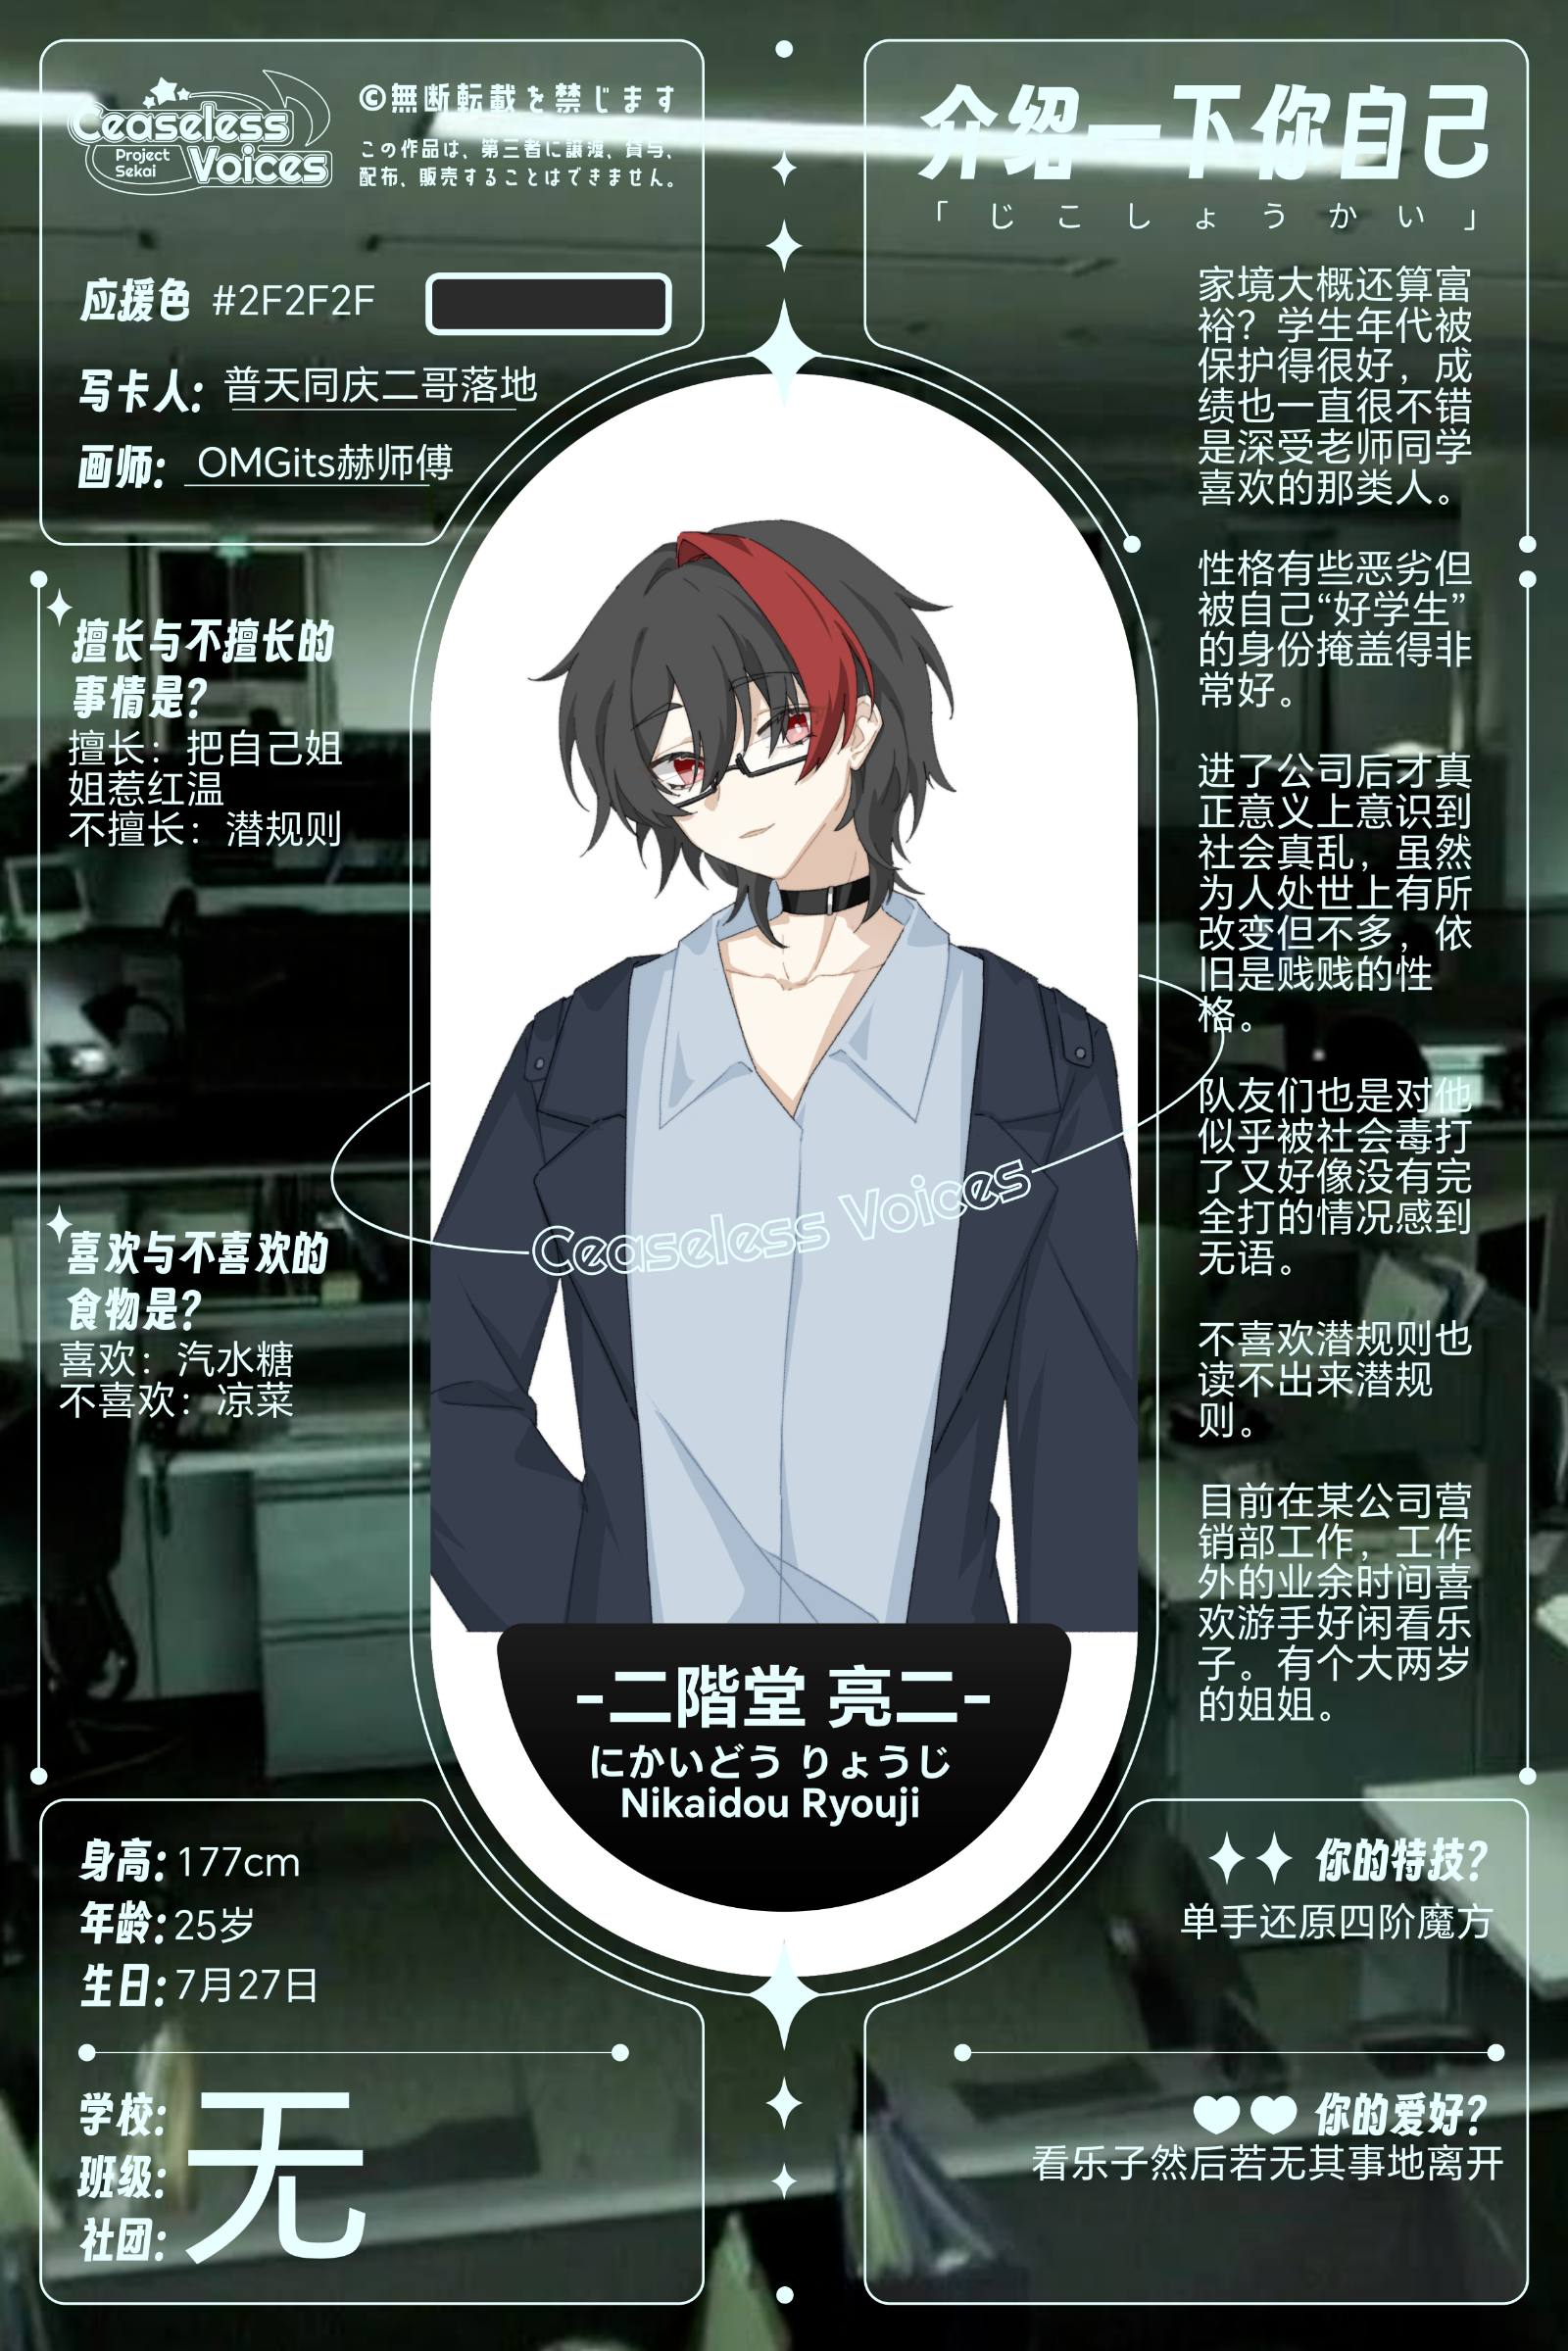 Ceaseless
Project
Sekai
Voices
©無断転載を禁じます
この作品は、第三者に譲渡、貸与、
配布、販売することはできません。
应援色 #2F2F2F
写卡人：普天同庆二哥落地
画师：OMGits赫师傅
擅长与不擅长的
事情是？
擅长：把自己姐
姐惹红温
不擅长：潜规则
喜欢与不喜欢的
食物是？
喜欢：汽水糖
不喜欢：凉菜
介绍一下你自己
「じこしょうかい」
家境大概还算富
裕？学生年代被
保护得很好，成
绩也一直很不错
是深受老师同学
喜欢的那类人。
性格有些恶劣但
被自己“好学生”
的身份掩盖得非
常好。
进了公司后才真
正意义上意识到
社会真乱，虽然
为人处世上有所
改变但不多，依
旧是贱贱的性
格。
队友们也是对他
似乎被社会毒打
了又好像没有完
全打的情况感到
无语。
不喜欢潜规则也
读不出来潜规
则。
目前在某公司营
销部工作，工作
外的业余时间喜
欢游手好闲看乐
子。有个大两岁
的姐姐。
Ceaseless Voices
-二階堂 亮二-
にかいどう りょうじ
Nikaidou Ryouji
身高：177cm
年龄：25岁
生日：7月27日
学校：
班级：
社团：
无
你的特技？
单手还原四阶魔方
你的爱好？
看乐子然后若无其事地离开